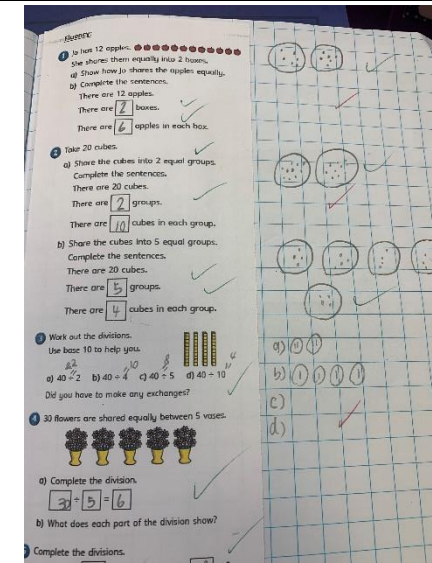 Fluency
1 Jo has 12 apples.
She shares them equally into 2 boxes.
a) Show how Jo shares the apples equally.
b) Complete the sentences.
There are 12 apples.
There are 2 boxes.
There are 6 apples in each box.
2 Take 20 cubes.
a) Share the cubes into 2 equal groups.
Complete the sentences.
There are 20 cubes.
There are 2 groups.
There are 10 cubes in each group.
b) Share the cubes into 5 equal groups.
Complete the sentences.
There are 20 cubes.
There are 5 groups.
There are 4 cubes in each group.
3 Work out the divisions.
Use base 10 to help you.
10 8 4
a) 40 ÷ 2 b) 40 ÷ 4 c) 40 ÷ 5 d) 40 ÷ 10
Did you have to make any exchanges?
4 30 flowers are shared equally between 5 vases.
a) Complete the division.
30 ÷ 5 = 6
b) What does each part of the division show?
Complete the divisions.
a)
b)
c)
d)